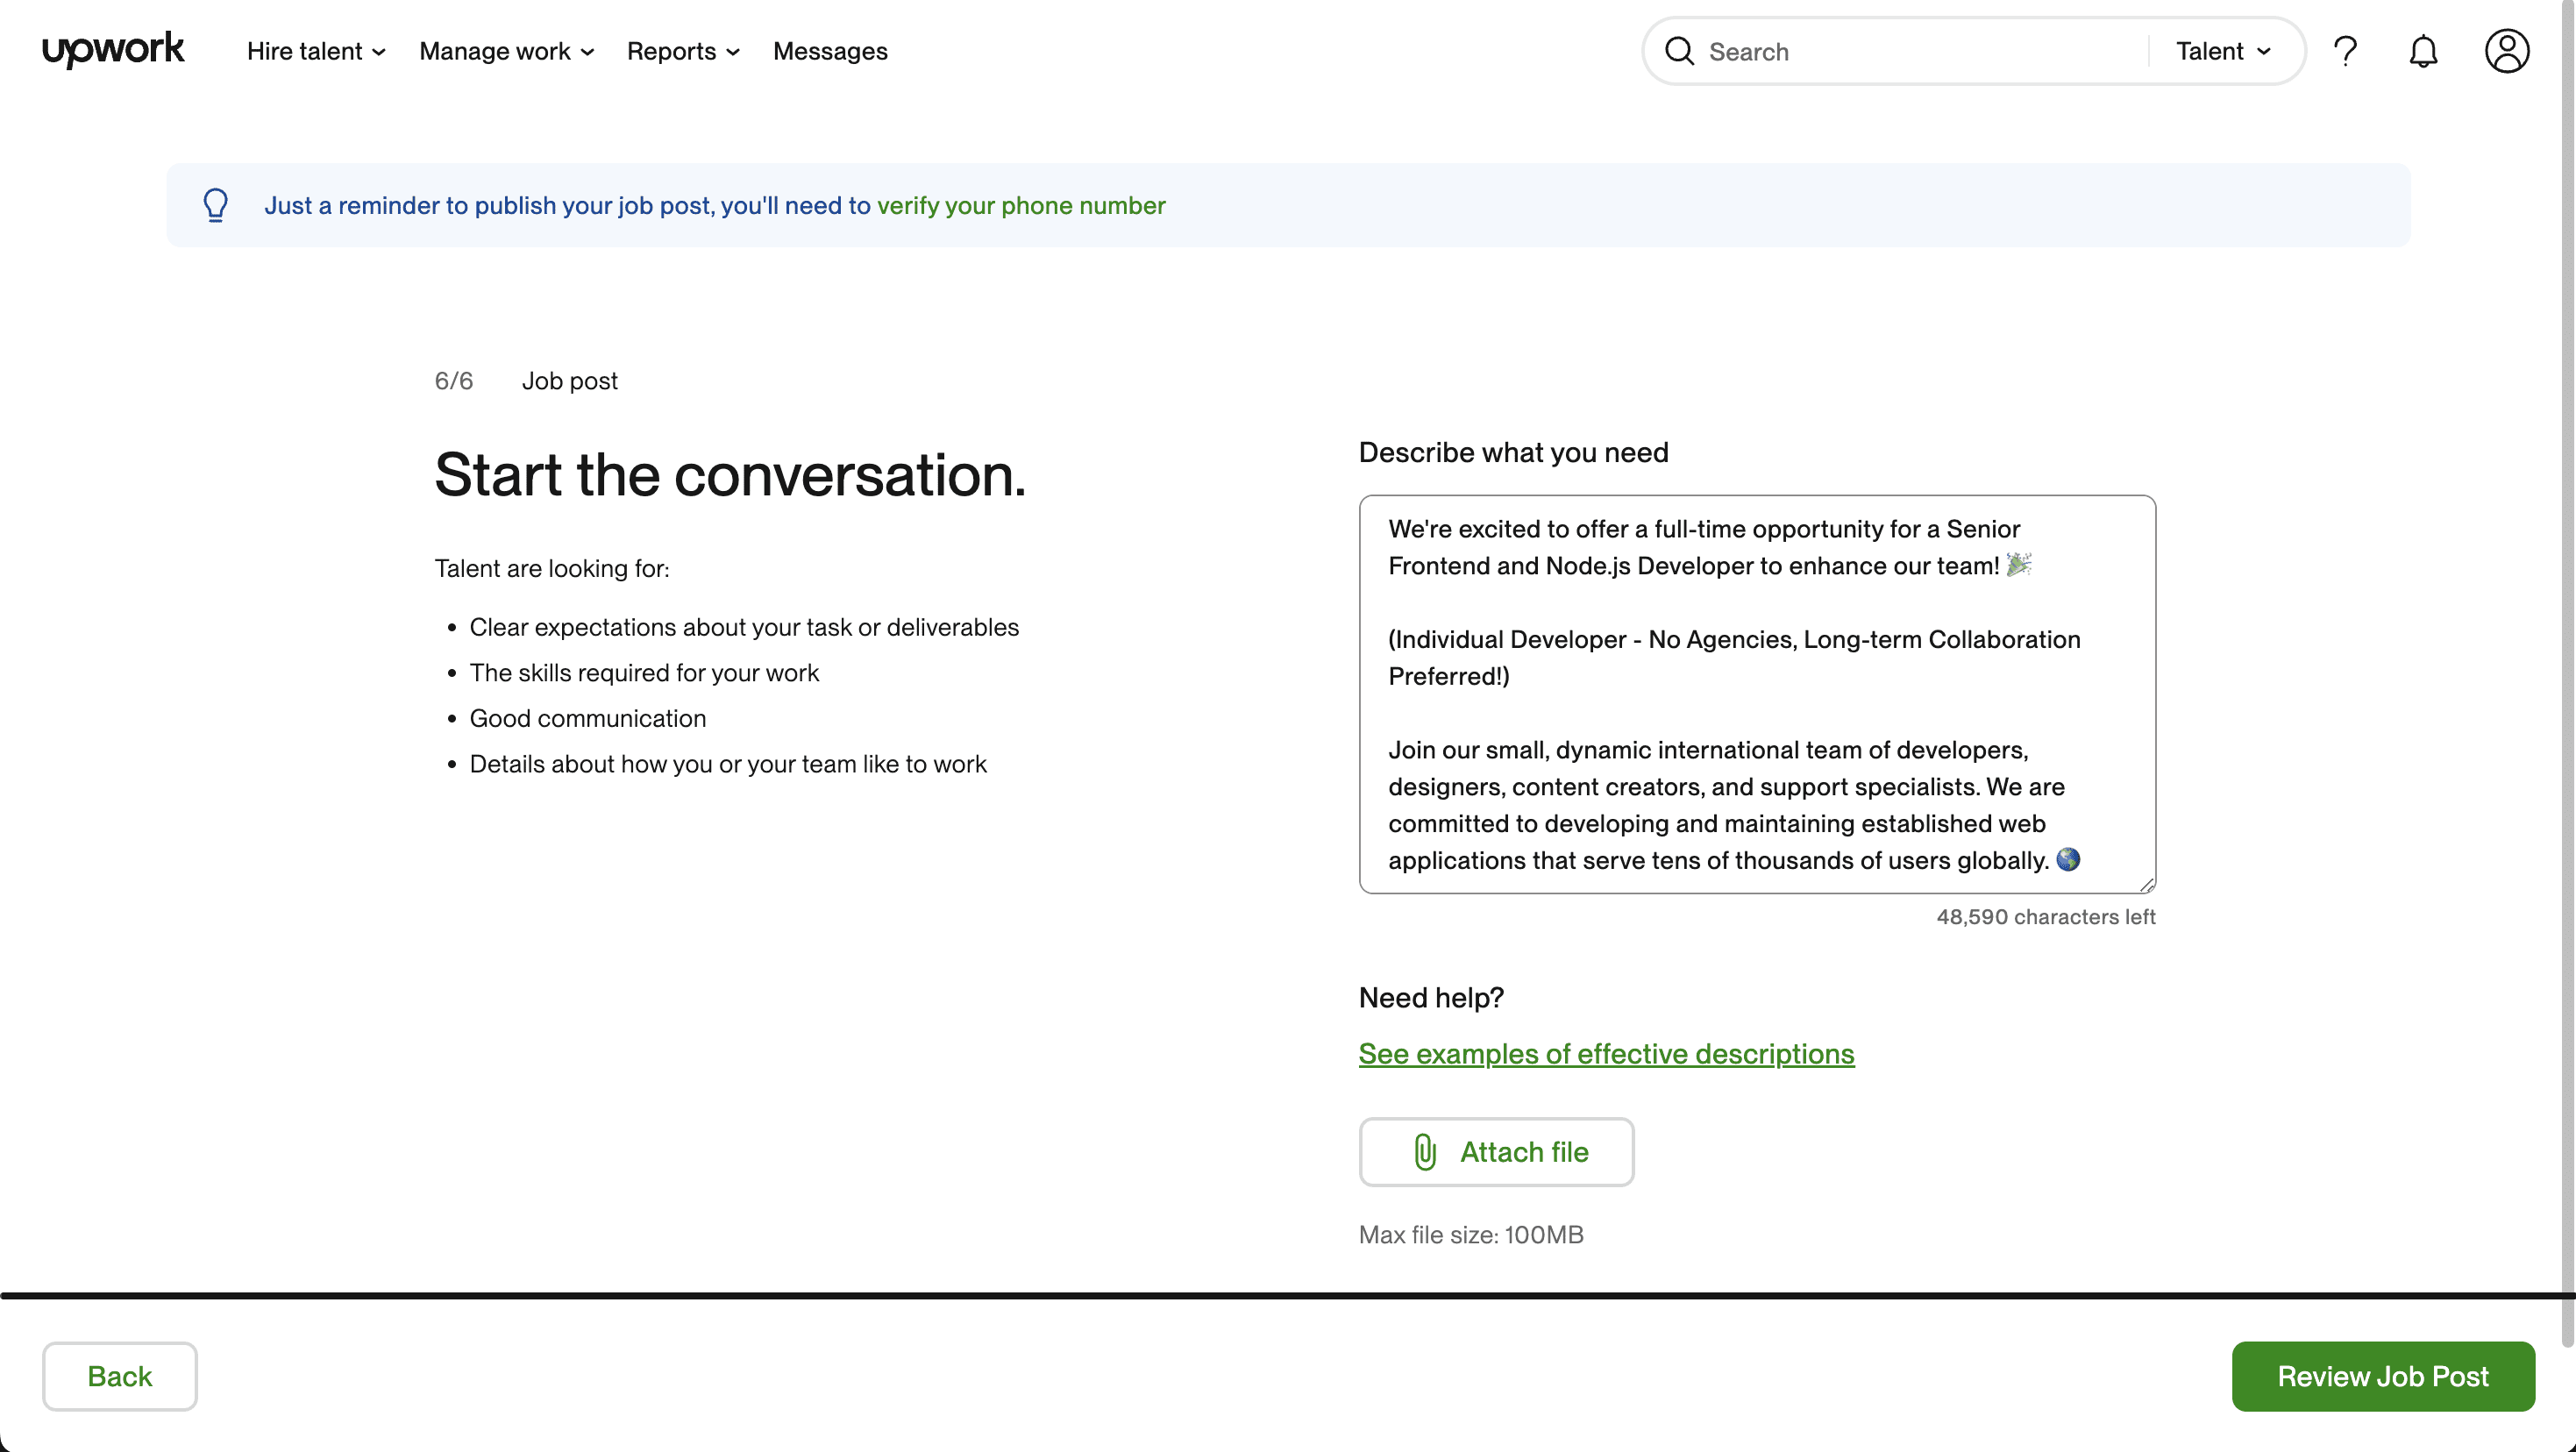 upwork
Hire talent
Manage work
Reports
Messages
Search
Talent
Just a reminder to publish your job post, you'll need to verify your phone number
6/6 Job post
Start the conversation.
Talent are looking for:
• Clear expectations about your task or deliverables
• The skills required for your work
• Good communication
• Details about how you or your team like to work
Describe what you need
We're excited to offer a full-time opportunity for a Senior
Frontend and Node.js Developer to enhance our team! 🎉
(Individual Developer - No Agencies, Long-term Collaboration
Preferred!)
Join our small, dynamic international team of developers,
designers, content creators, and support specialists. We are
committed to developing and maintaining established web
applications that serve tens of thousands of users globally. 🌎
48,590 characters left
Need help?
See examples of effective descriptions
Attach file
Max file size: 100MB
Back
Review Job Post